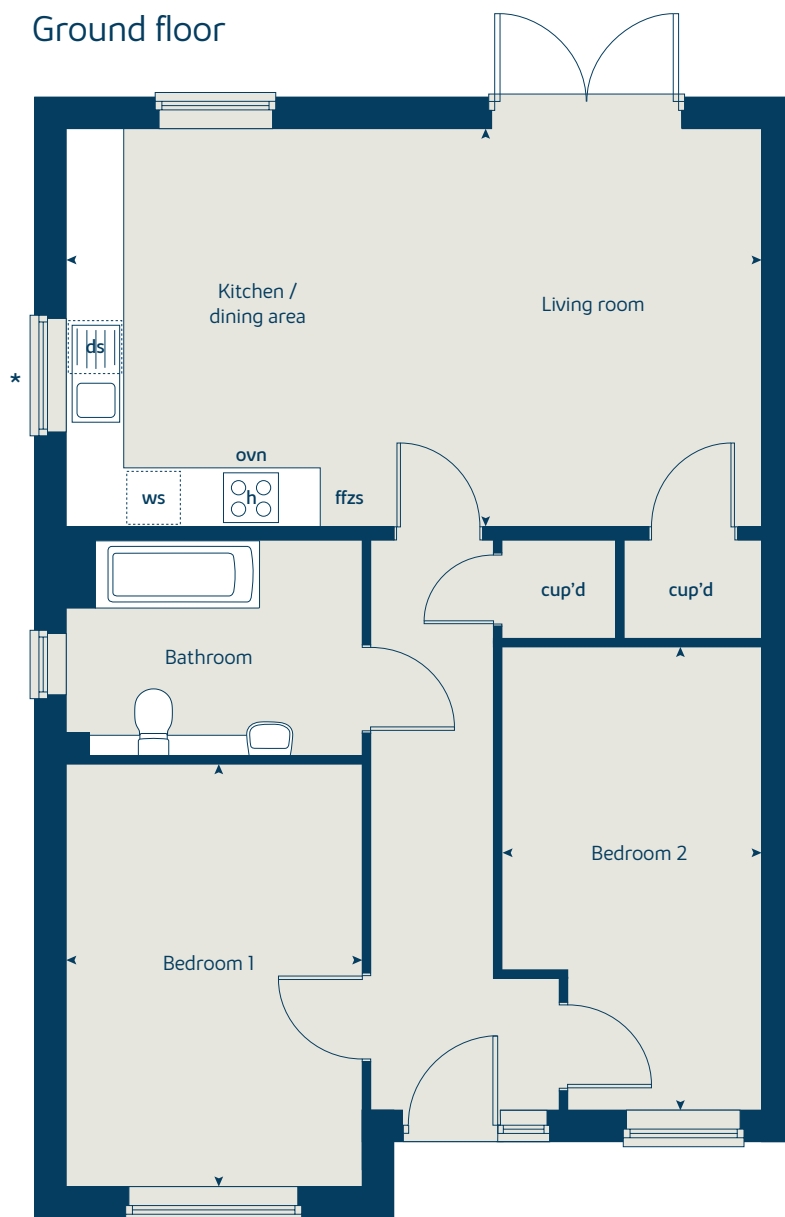 Ground floor
Kitchen /
dining area
Living room
ds
*
ovn
ws
h
ffzs
cup'd
cup'd
Bathroom
Bedroom 2
Bedroom 1